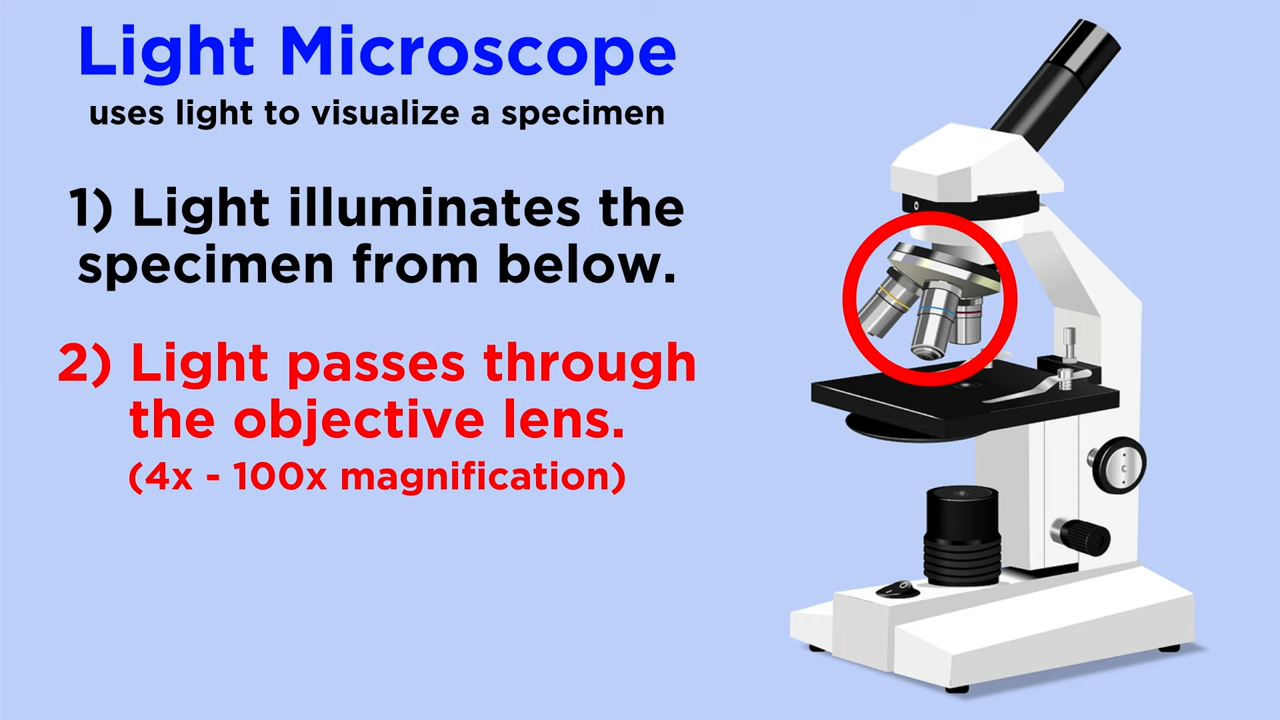 Light Microscope
uses light to visualize a specimen
1) Light illuminates the
specimen from below.
2) Light passes through
the objective lens.
(4x - 100x magnification)